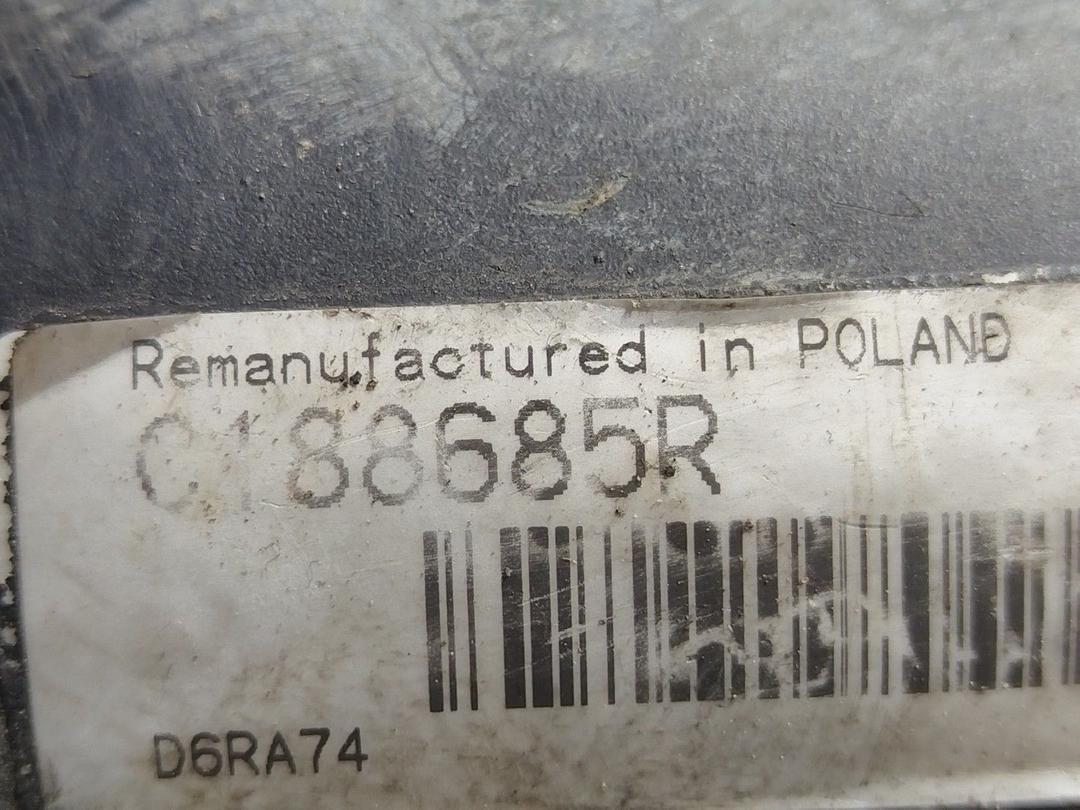 Remanufactured in POLAND
C188685R
D6RA74